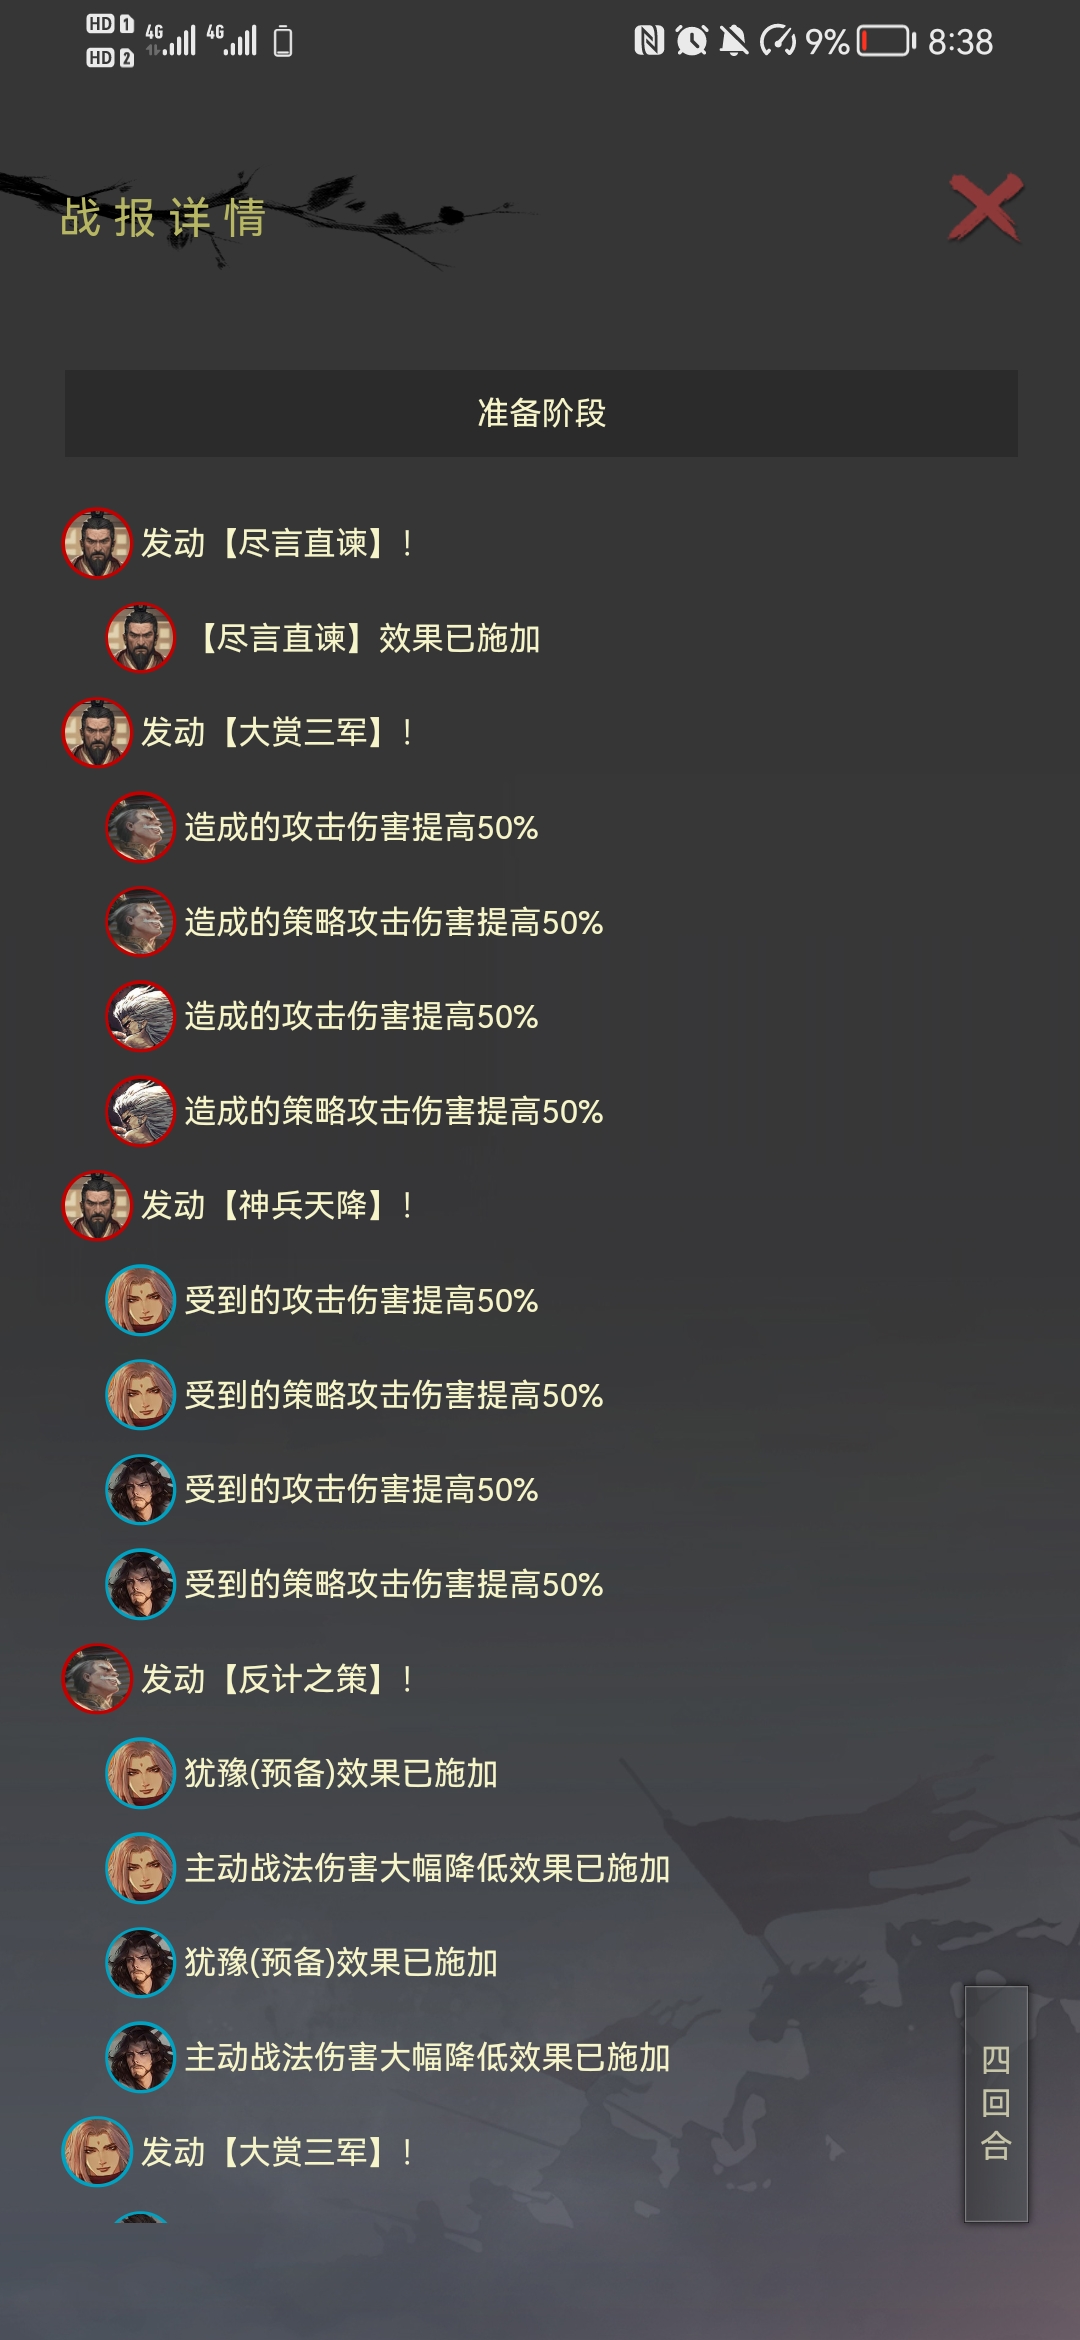 HD 1 4G 4G 9% 8:38
HD 2
战报详情
准备阶段
发动【尽言直谏】！
【尽言直谏】效果已施加
发动【大赏三军】！
造成的攻击伤害提高50%
造成的策略攻击伤害提高50%
造成的攻击伤害提高50%
造成的策略攻击伤害提高50%
发动【神兵天降】！
受到的攻击伤害提高50%
受到的策略攻击伤害提高50%
受到的攻击伤害提高50%
受到的策略攻击伤害提高50%
发动【反计之策】！
犹豫(预备)效果已施加
主动战法伤害大幅降低效果已施加
犹豫(预备)效果已施加
主动战法伤害大幅降低效果已施加
发动【大赏三军】！
四回合